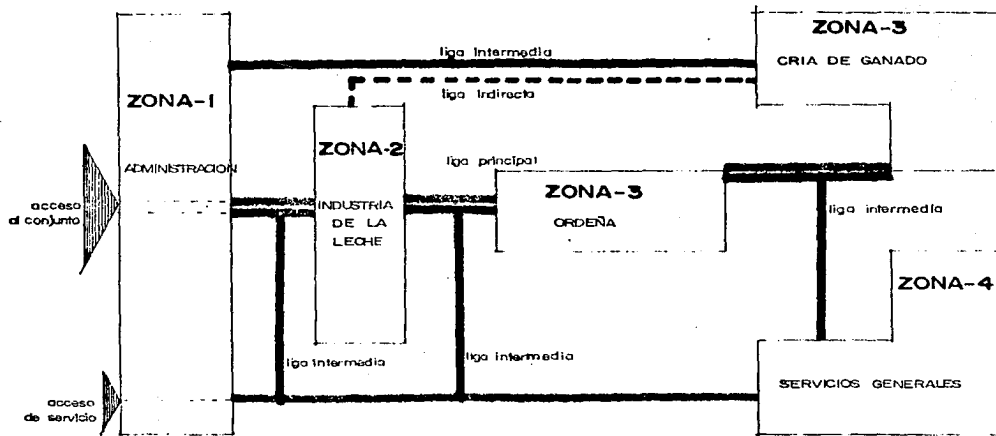 ZONA-3
CRIA DE GANADO
liga intermedia
liga indirecta
ZONA-1
ADMINISTRACION
acceso
al conjunto
ZONA-2
INDUSTRIA
DE LA
LECHE
liga principal
ZONA-3
ORDEÑA
liga intermedia
ZONA-4
SERVICIOS GENERALES
liga intermedia
liga intermedia
acceso
de servicio